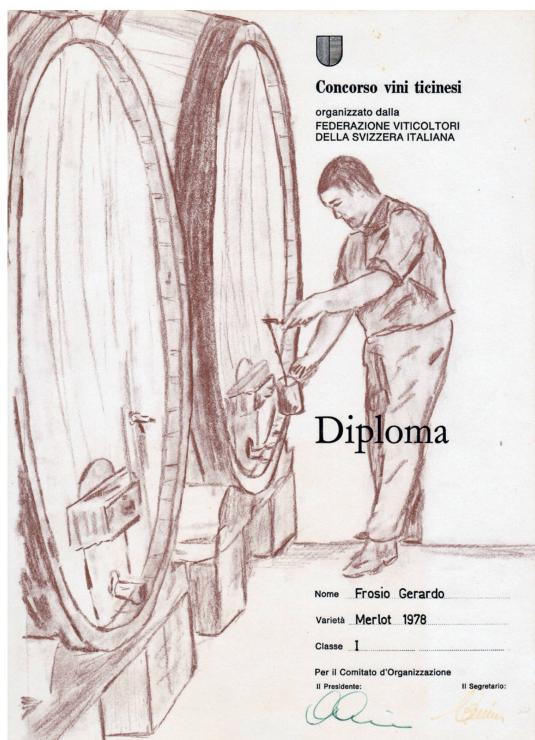 Concorso vini ticinesi
organizzato dalla
FEDERAZIONE VITICOLTORI
DELLA SVIZZERA ITALIANA
Diploma
Nome Frosio Gerardo
Varietà Merlot 1978
Classe I
Per il Comitato d'Organizzazione
Il Presidente: Il Segretario: